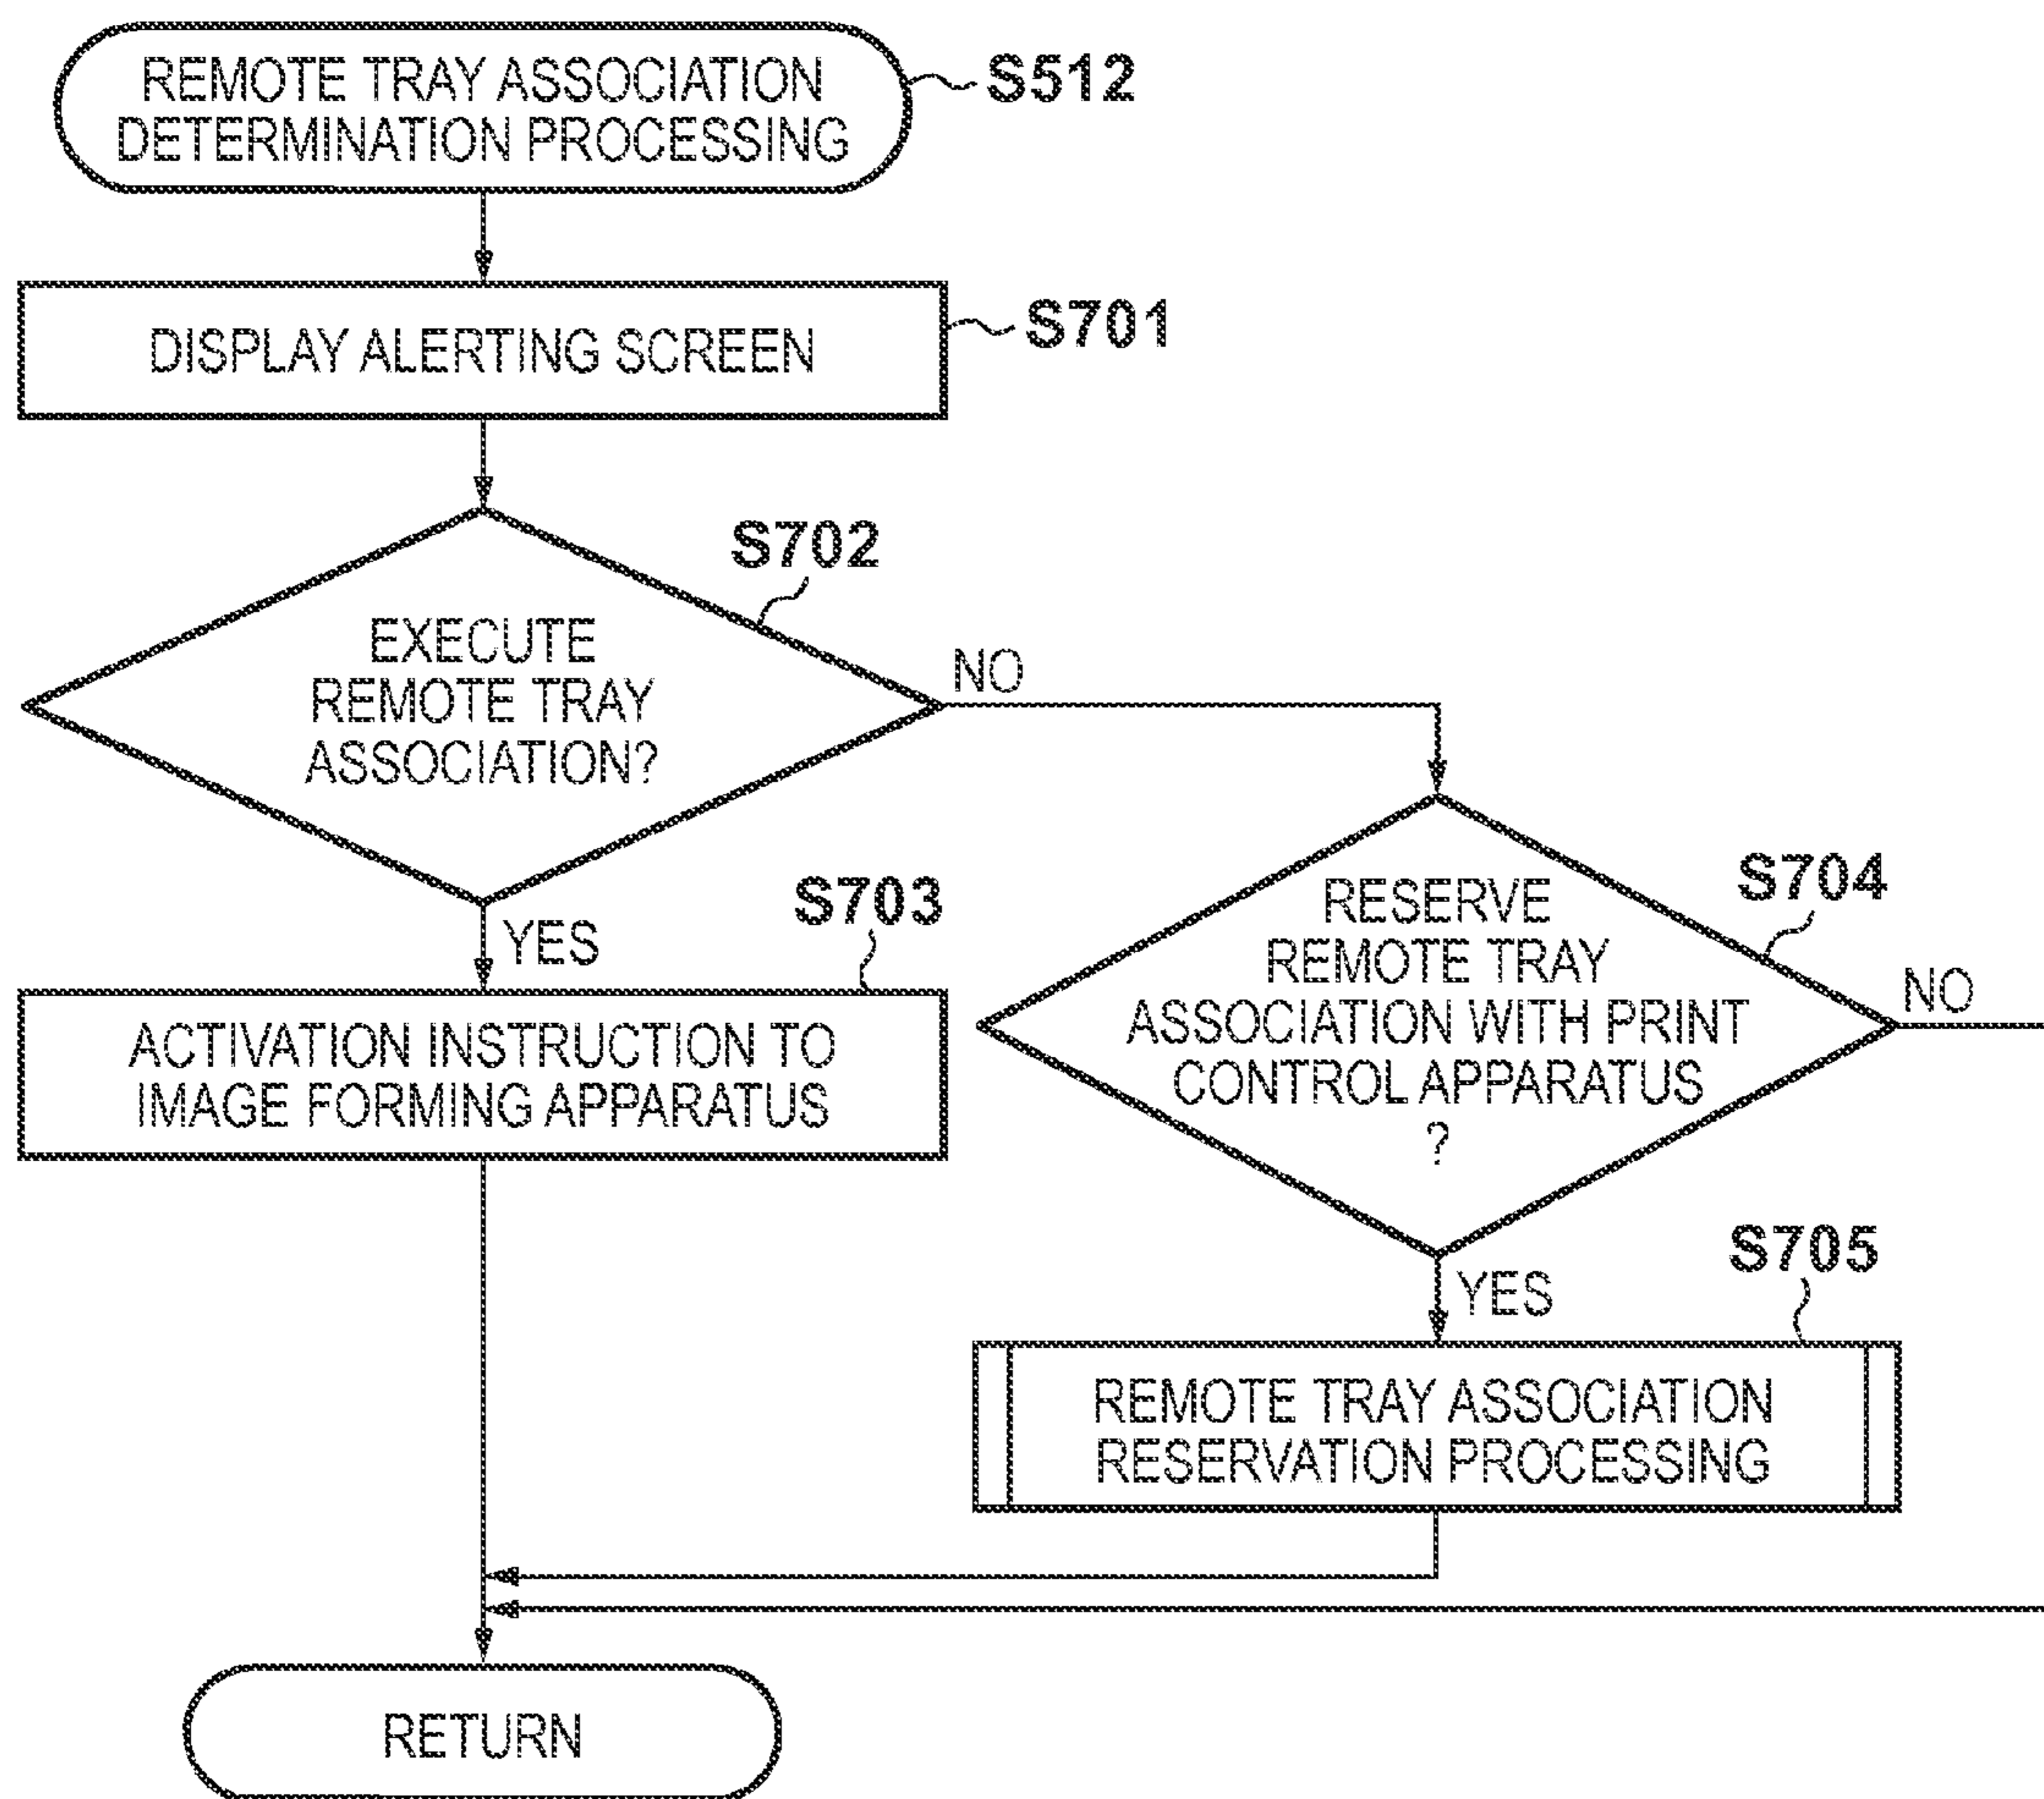 REMOTE TRAY ASSOCIATION
DETERMINATION PROCESSING
S512
DISPLAY ALERTING SCREEN
S701
S702
EXECUTE
REMOTE TRAY
ASSOCIATION?
NO
YES
S703
ACTIVATION INSTRUCTION TO
IMAGE FORMING APPARATUS
S704
RESERVE
REMOTE TRAY
ASSOCIATION WITH PRINT
CONTROL APPARATUS
?
NO
YES
S705
REMOTE TRAY ASSOCIATION
RESERVATION PROCESSING
RETURN